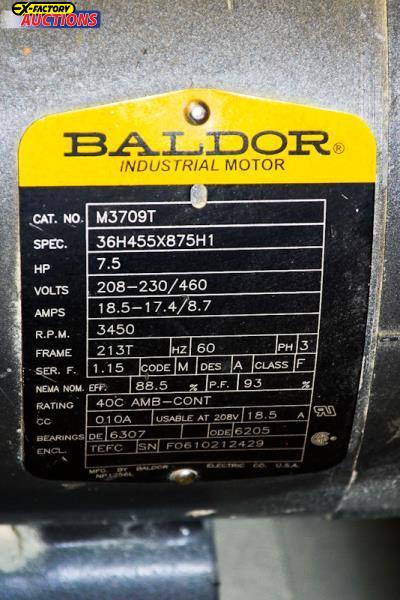 EX-FACTORY
AUCTIONS
BALDOR®
INDUSTRIAL MOTOR
CAT. NO. M3709T
SPEC. 36H455X875H1
HP 7.5
VOLTS 208-230/460
AMPS 18.5-17.4/8.7
R.P.M. 3450
FRAME 213T HZ 60 PH 3
SER. F. 1.15 CODE M DES A CLASS F
NEMA NOM. EFF. 88.5 % P.F. 93 %
RATING 40C AMB-CONT
CC 010A USABLE AT 208V 18.5 A
BEARINGS DE 6307 ODE 6205
ENCL. TEFC SN F0610212429
MFG. BY BALDOR ELECTRIC CO. U.S.A.
NP1256L